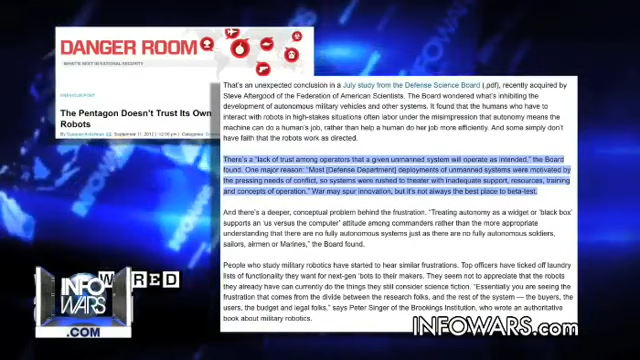 DANGER ROOM
WHAT'S NEXT IN NATIONAL SECURITY
PREVIOUS POST
The Pentagon Doesn't Trust Its Own
Robots
That's an unexpected conclusion in a July study from the Defense Science Board (.pdf), recently acquired by
Steve Aftergood of the Federation of American Scientists. The Board wondered what's inhibiting the
development of autonomous military vehicles and other systems. It found that the humans who have to
interact with robots in high-stakes situations often labor under the misimpression that autonomy means the
machine can do a human's job, rather than help a human do her job more efficiently. And some simply don't
have faith that the robots work as directed.
There's a "lack of trust among operators that a given unmanned system will operate as intended," the Board
found. One major reason: "Most [Defense Department] deployments of unmanned systems were motivated by
the pressing needs of conflict, so systems were rushed to theater with inadequate support, resources, training
and concepts of operation." War may spur innovation, but it's not always the best place to beta-test.
And there's a deeper, conceptual problem behind the frustration. "Treating autonomy as a widget or 'black box'
supports an 'us versus the computer' attitude among commanders rather than the more appropriate
understanding that there are no fully autonomous systems just as there are no fully autonomous soldiers,
sailors, airmen or Marines," the Board found.
People who study military robotics have started to hear similar frustrations. Top officers have ticked off laundry
lists of functionality they want for next-gen 'bots to their makers. They seem not to appreciate that the robots
they already have can currently do the things they still consider science fiction. "Essentially you are seeing the
frustration that comes from the divide between the research folks, and the rest of the system — the buyers, the
users, the budget and legal folks," says Peter Singer of the Brookings Institution, who wrote an authoritative
book about military robotics.
W RED
INFO
WARS
.COM
INFOWARS.com